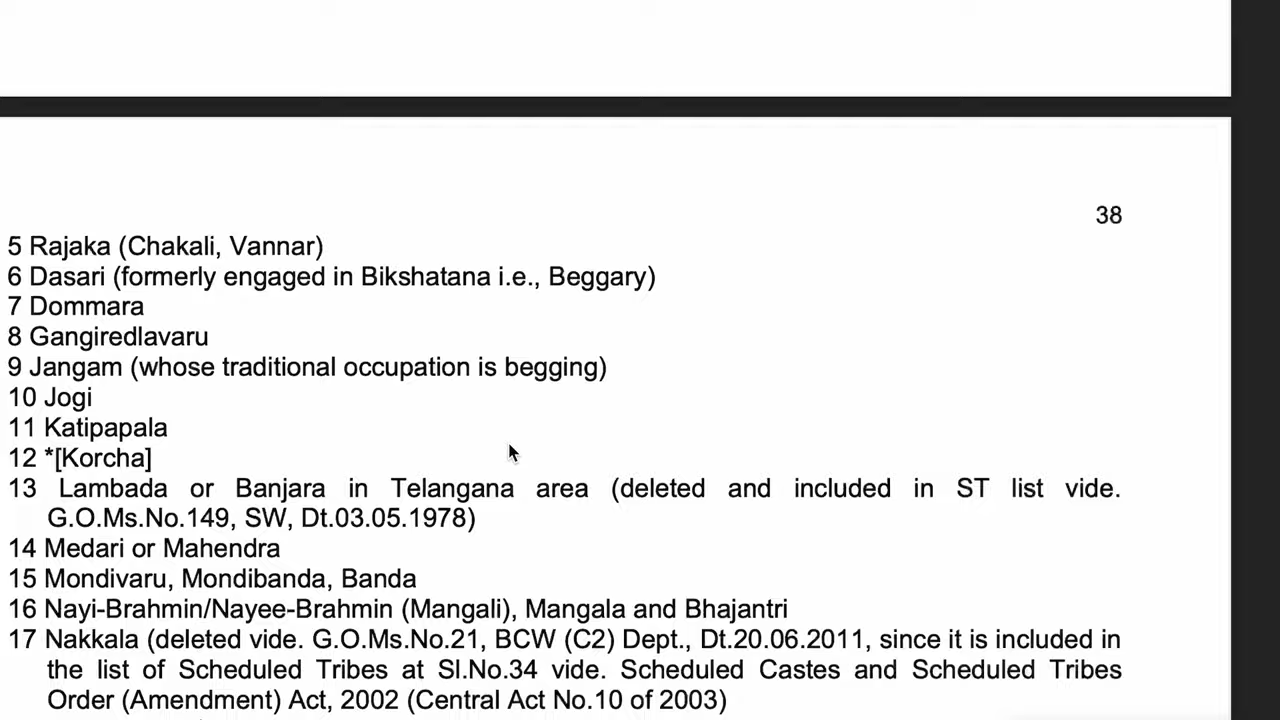 38
5 Rajaka (Chakali, Vannar)
6 Dasari (formerly engaged in Bikshatana i.e., Beggary)
7 Dommara
8 Gangiredlavaru
9 Jangam (whose traditional occupation is begging)
10 Jogi
11 Katipapala
12 *[Korcha]
13 Lambada or Banjara in Telangana area (deleted and included in ST list vide.
G.O.Ms.No.149, SW, Dt.03.05.1978)
14 Medari or Mahendra
15 Mondivaru, Mondibanda, Banda
16 Nayi-Brahmin/Nayee-Brahmin (Mangali), Mangala and Bhajantri
17 Nakkala (deleted vide. G.O.Ms.No.21, BCW (C2) Dept., Dt.20.06.2011, since it is included in
the list of Scheduled Tribes at Sl.No.34 vide. Scheduled Castes and Scheduled Tribes
Order (Amendment) Act, 2002 (Central Act No.10 of 2003)